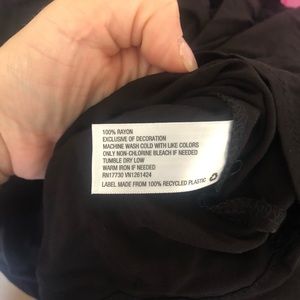 100% RAYON
EXCLUSIVE OF DECORATION
MACHINE WASH COLD WITH LIKE COLORS
ONLY NON-CHLORINE BLEACH IF NEEDED
TUMBLE DRY LOW
WARM IRON IF NEEDED
RN17730 VN1261424
LABEL MADE FROM 100% RECYCLED PLASTIC